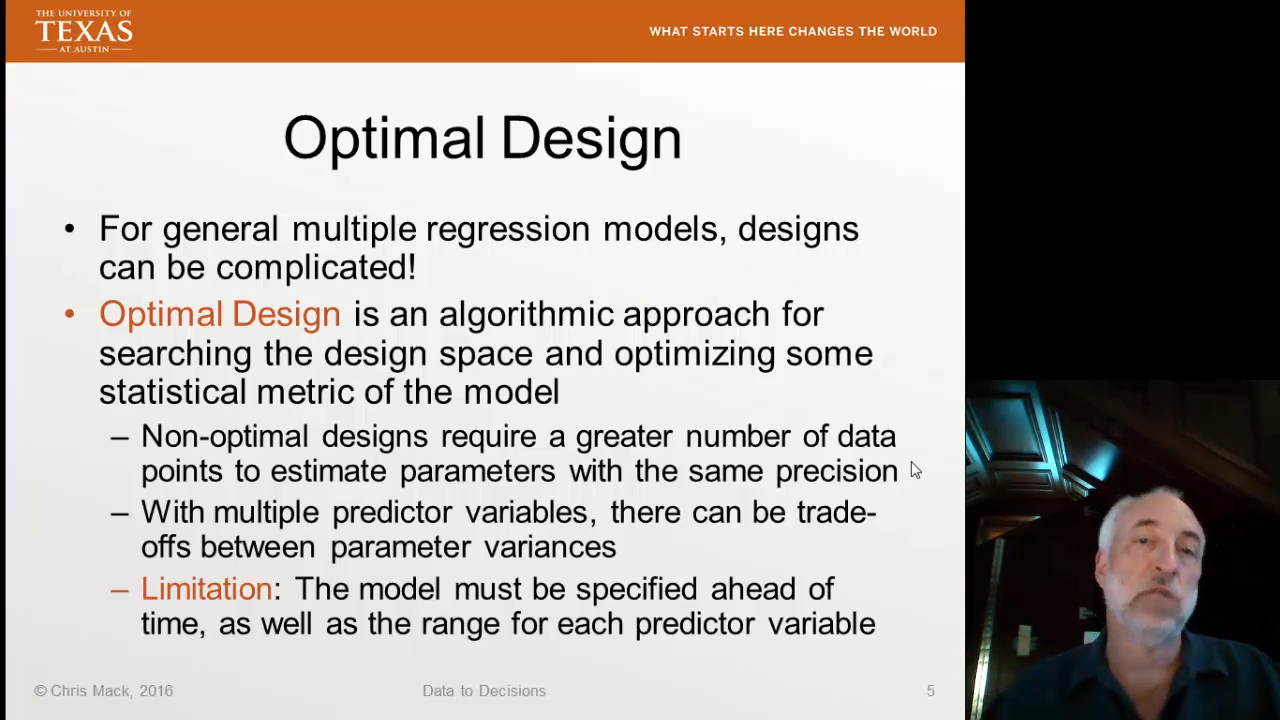 THE UNIVERSITY OF
TEXAS
AT AUSTIN
WHAT STARTS HERE CHANGES THE WORLD
Optimal Design
• For general multiple regression models, designs
can be complicated!
• Optimal Design is an algorithmic approach for
searching the design space and optimizing some
statistical metric of the model
– Non-optimal designs require a greater number of data
points to estimate parameters with the same precision
– With multiple predictor variables, there can be trade-
offs between parameter variances
– Limitation: The model must be specified ahead of
time, as well as the range for each predictor variable
© Chris Mack, 2016
Data to Decisions
5